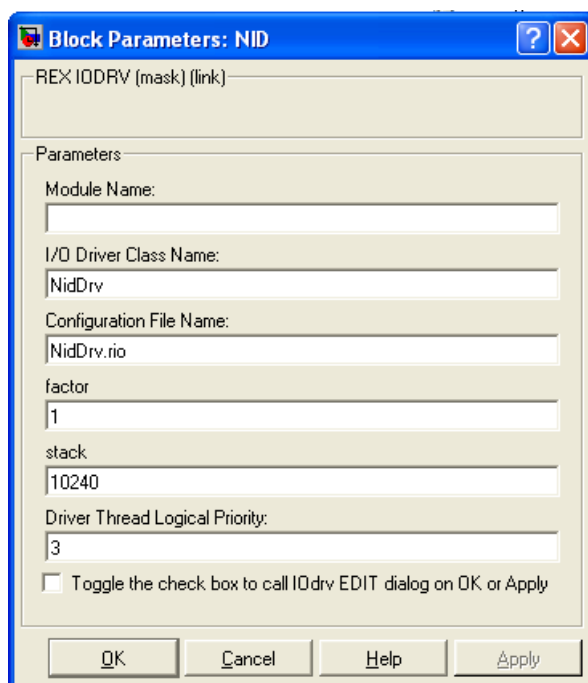 Block Parameters: NID
REX IODRV (mask) (link)
Parameters
Module Name:
I/O Driver Class Name:
NidDrv
Configuration File Name:
NidDrv.rio
factor
1
stack
10240
Driver Thread Logical Priority:
3
Toggle the check box to call IOdrv EDIT dialog on OK or Apply
OK Cancel Help Apply